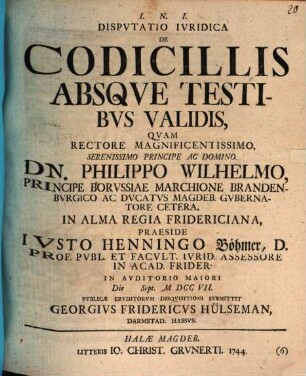 20
I. N. I.
DISPVTATIO IVRIDICA
DE
CODICILLIS
ABSQVE TESTI-
BVS VALIDIS,
QVAM
RECTORE MAGNIFICENTISSIMO,
SERENISSIMO PRINCIPE AC DOMINO.
DN. PHILIPPO WILHELMO,
PRINCIPE BORVSSIAE MARCHIONE BRANDEN-
BVRGICO AC DVCATVS MAGDEB. GVBERNA-
TORE CETERA,
IN ALMA REGIA FRIDERICIANA,
PRAESIDE
IVSTO HENNINGO Böhmer, D.
PROF. PVBL. ET FACVLT. IVRID. ASSESSORE
IN ACAD. FRIDER.
IN AVDITORIO MAIORI
Die Sept. M DCC VII.
PVBLICAE ERVDITORVM DISQVISITIONI SVBMITTIT
GEORGIVS FRIDERICVS HÜLSEMAN,
DARMSTAD. HASSVS.
HALAE MAGDEB.
LITTERIS IO. CHRIST. GRVNERTI. 1744. (6)